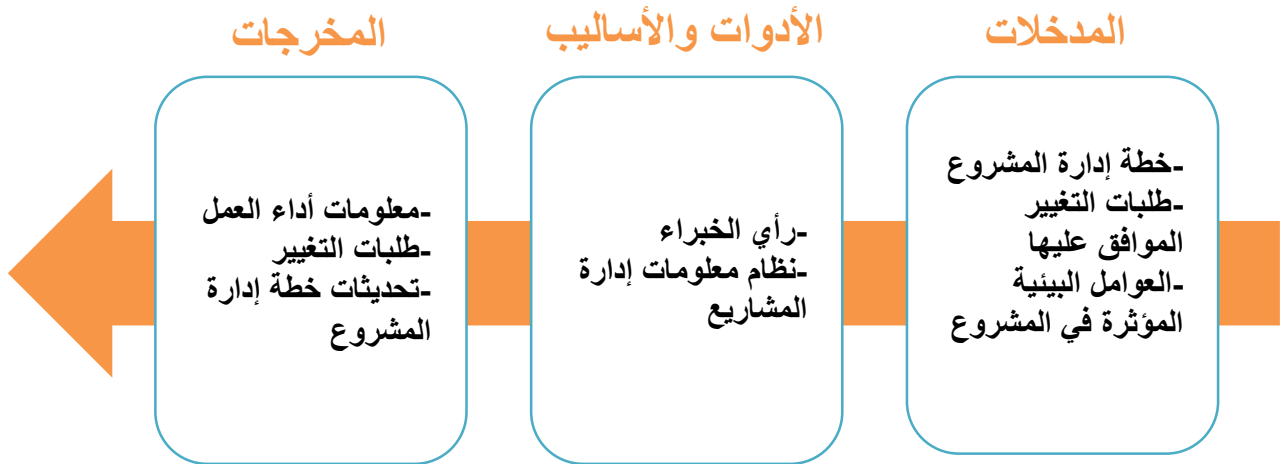 المدخلات
-خطة إدارة المشروع
-طلبات التغيير
الموافق عليها
-العوامل البيئية
المؤثرة في المشروع
الأدوات والأساليب
-رأي الخبراء
-نظام معلومات إدارة
المشاريع
المخرجات
-معلومات أداء العمل
-طلبات التغيير
-تحديثات خطة إدارة
المشروع